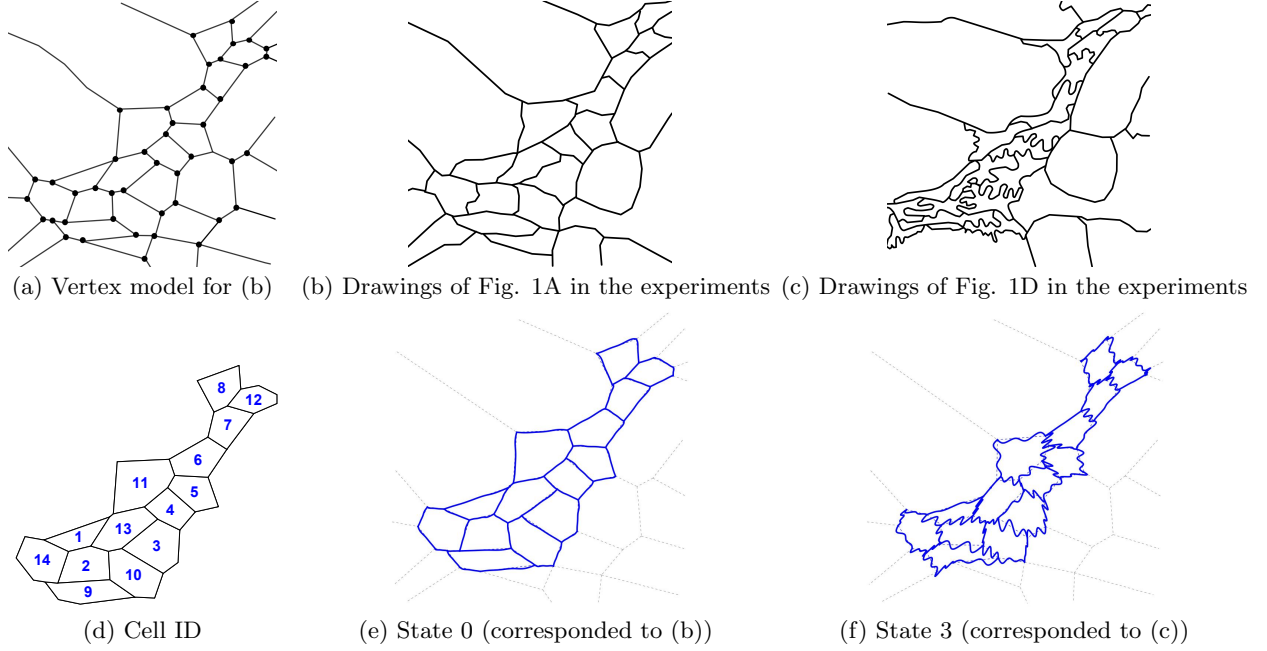 (a) Vertex model for (b)
(b) Drawings of Fig. 1A in the experiments
(c) Drawings of Fig. 1D in the experiments
8
12
7
6
11
5
4
13
1
3
14
2
10
9
(d) Cell ID
(e) State 0 (corresponded to (b))
(f) State 3 (corresponded to (c))